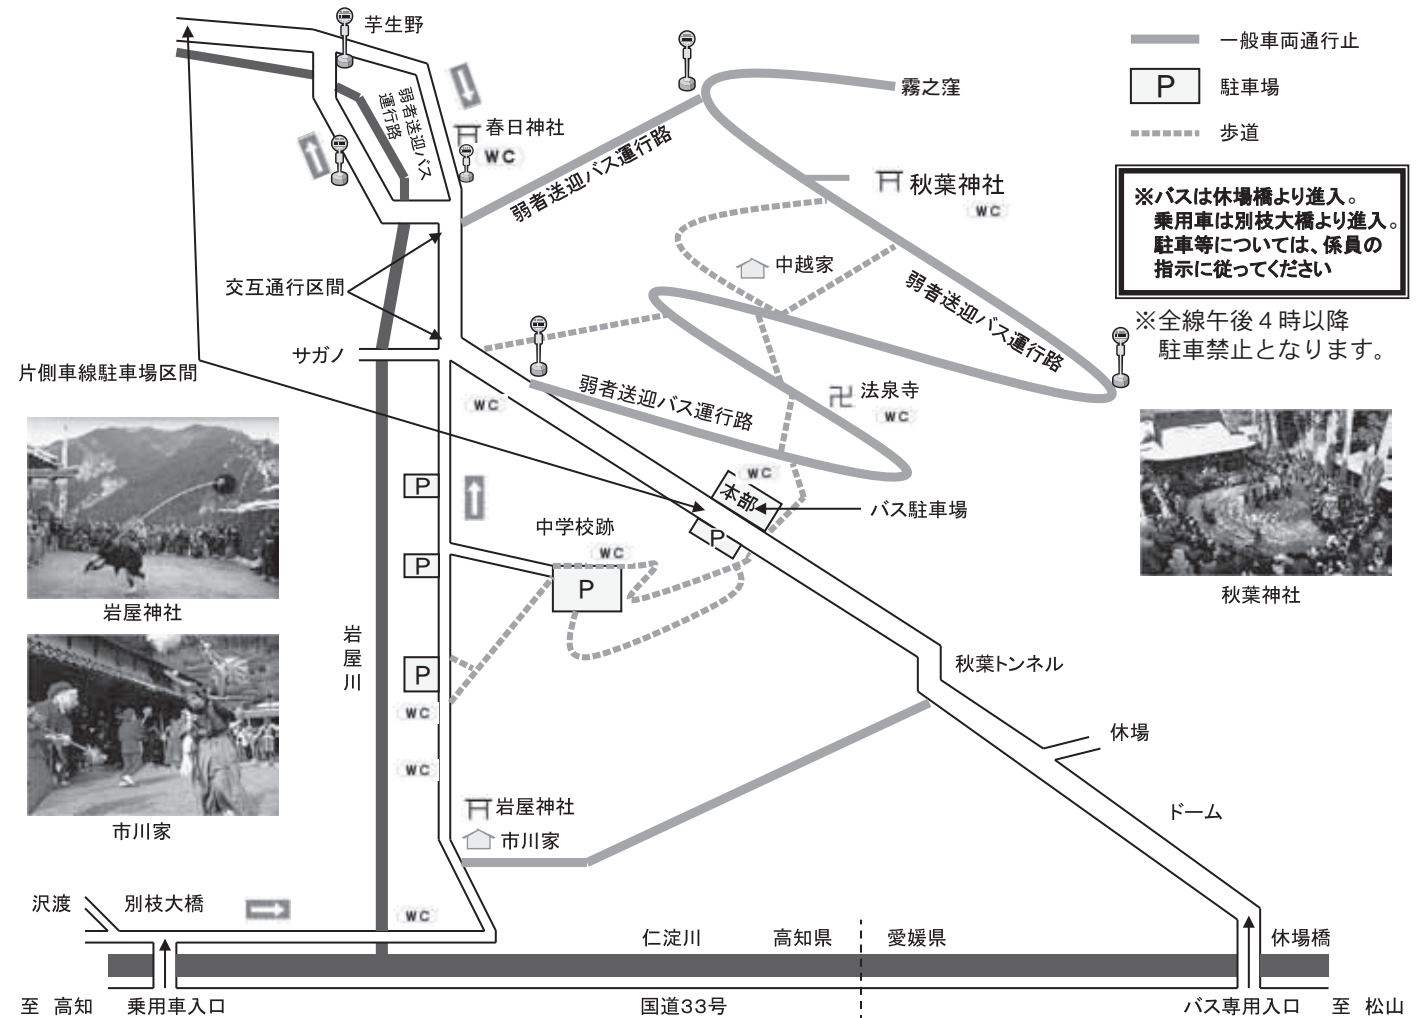 芋生野
一般車両通行止
P
駐車場
歩道
霧之窪
弱者送迎バス
運行路
春日神社
WC
弱者送迎バス運行路
秋葉神社
WC
※バスは休場橋より進入。
乗用車は別枝大橋より進入。
駐車等については、係員の
指示に従ってください
※全線午後4時以降
駐車禁止となります。
中越家
弱者送迎バス運行路
交互通行区間
サガノ
片側車線駐車場区間
WC
弱者送迎バス運行路
卍
法泉寺
WC
P
WC
本部
バス駐車場
P
中学校跡
WC
P
P
岩屋神社
秋葉神社
岩屋川
P
WC
WC
秋葉トンネル
休場
ドーム
岩屋神社
市川家
市川家
沢渡
別枝大橋
WC
仁淀川
高知県
愛媛県
休場橋
至 高知
乗用車入口
国道33号
バス専用入口
至 松山